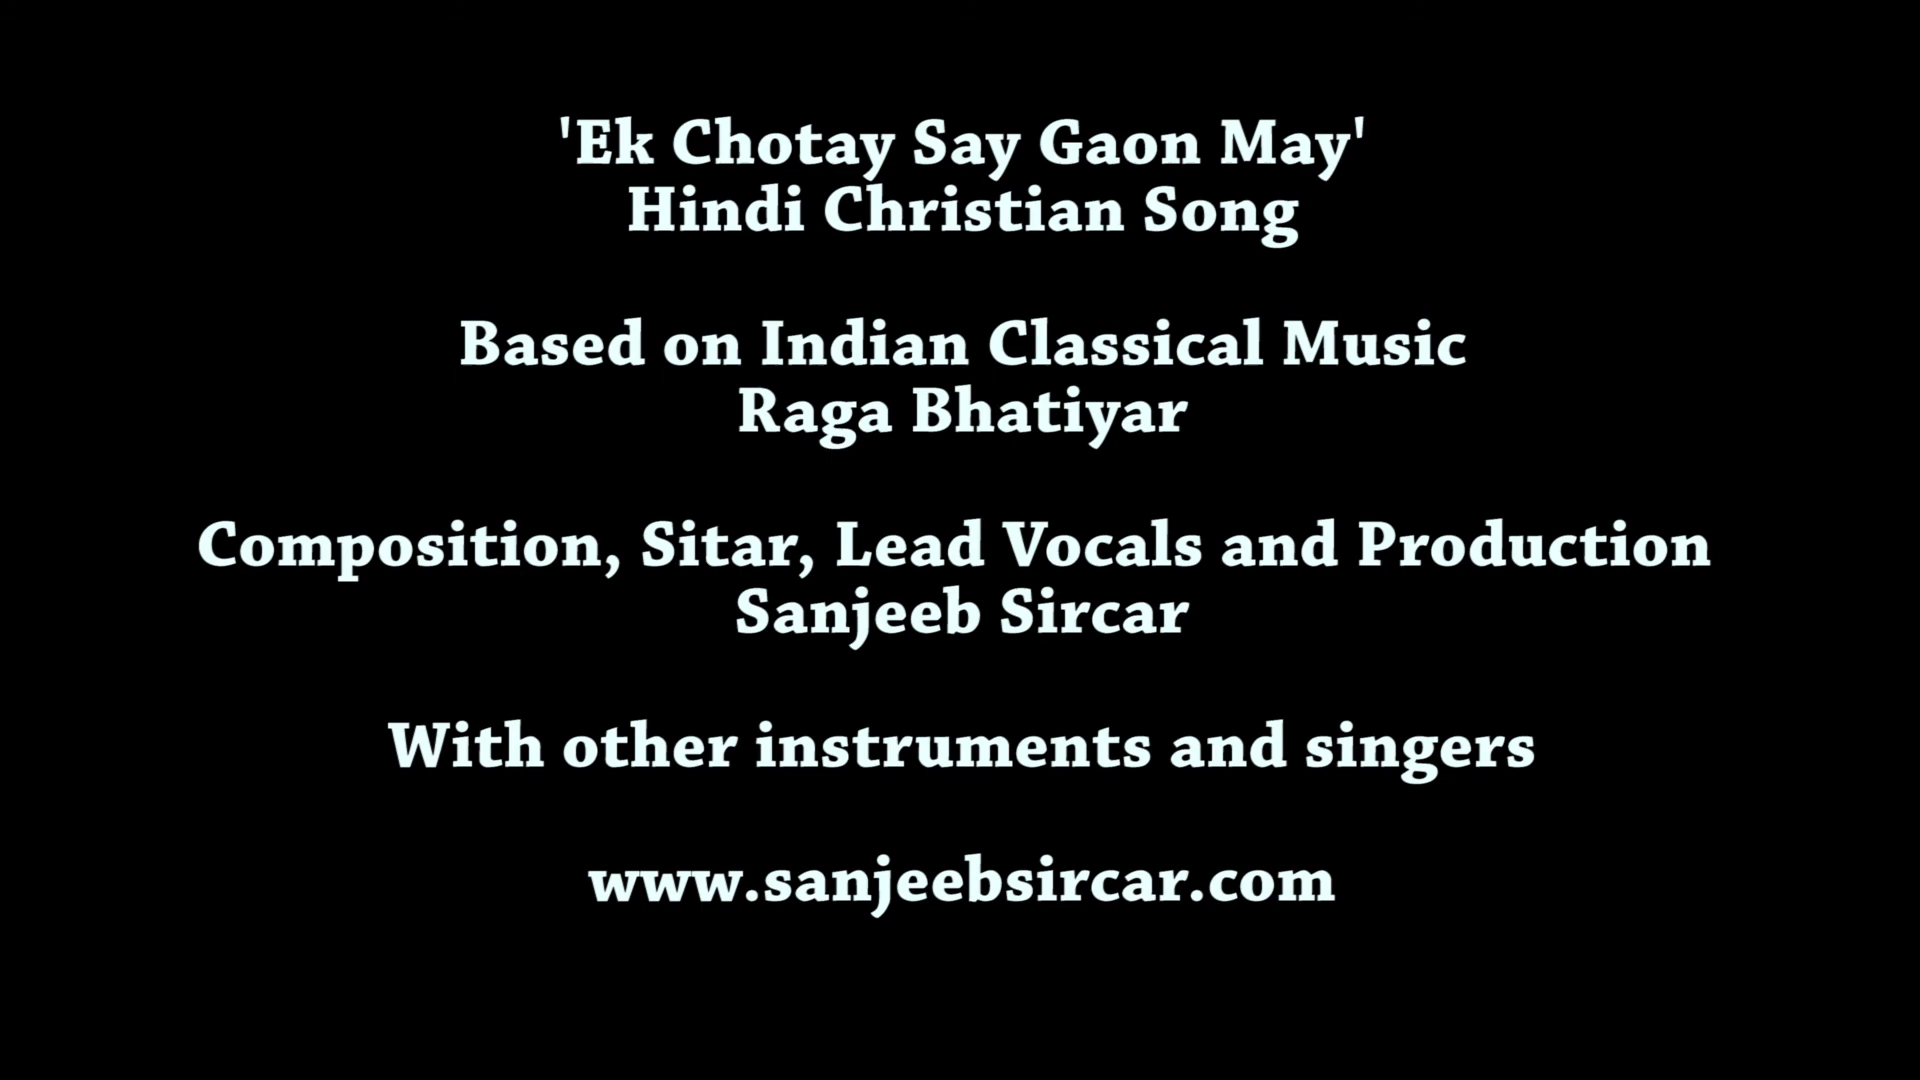 'Ek Chotay Say Gaon May'
Hindi Christian Song
Based on Indian Classical Music
Raga Bhatiyar
Composition, Sitar, Lead Vocals and Production
Sanjeeb Sircar
With other instruments and singers
www.sanjeebsircar.com